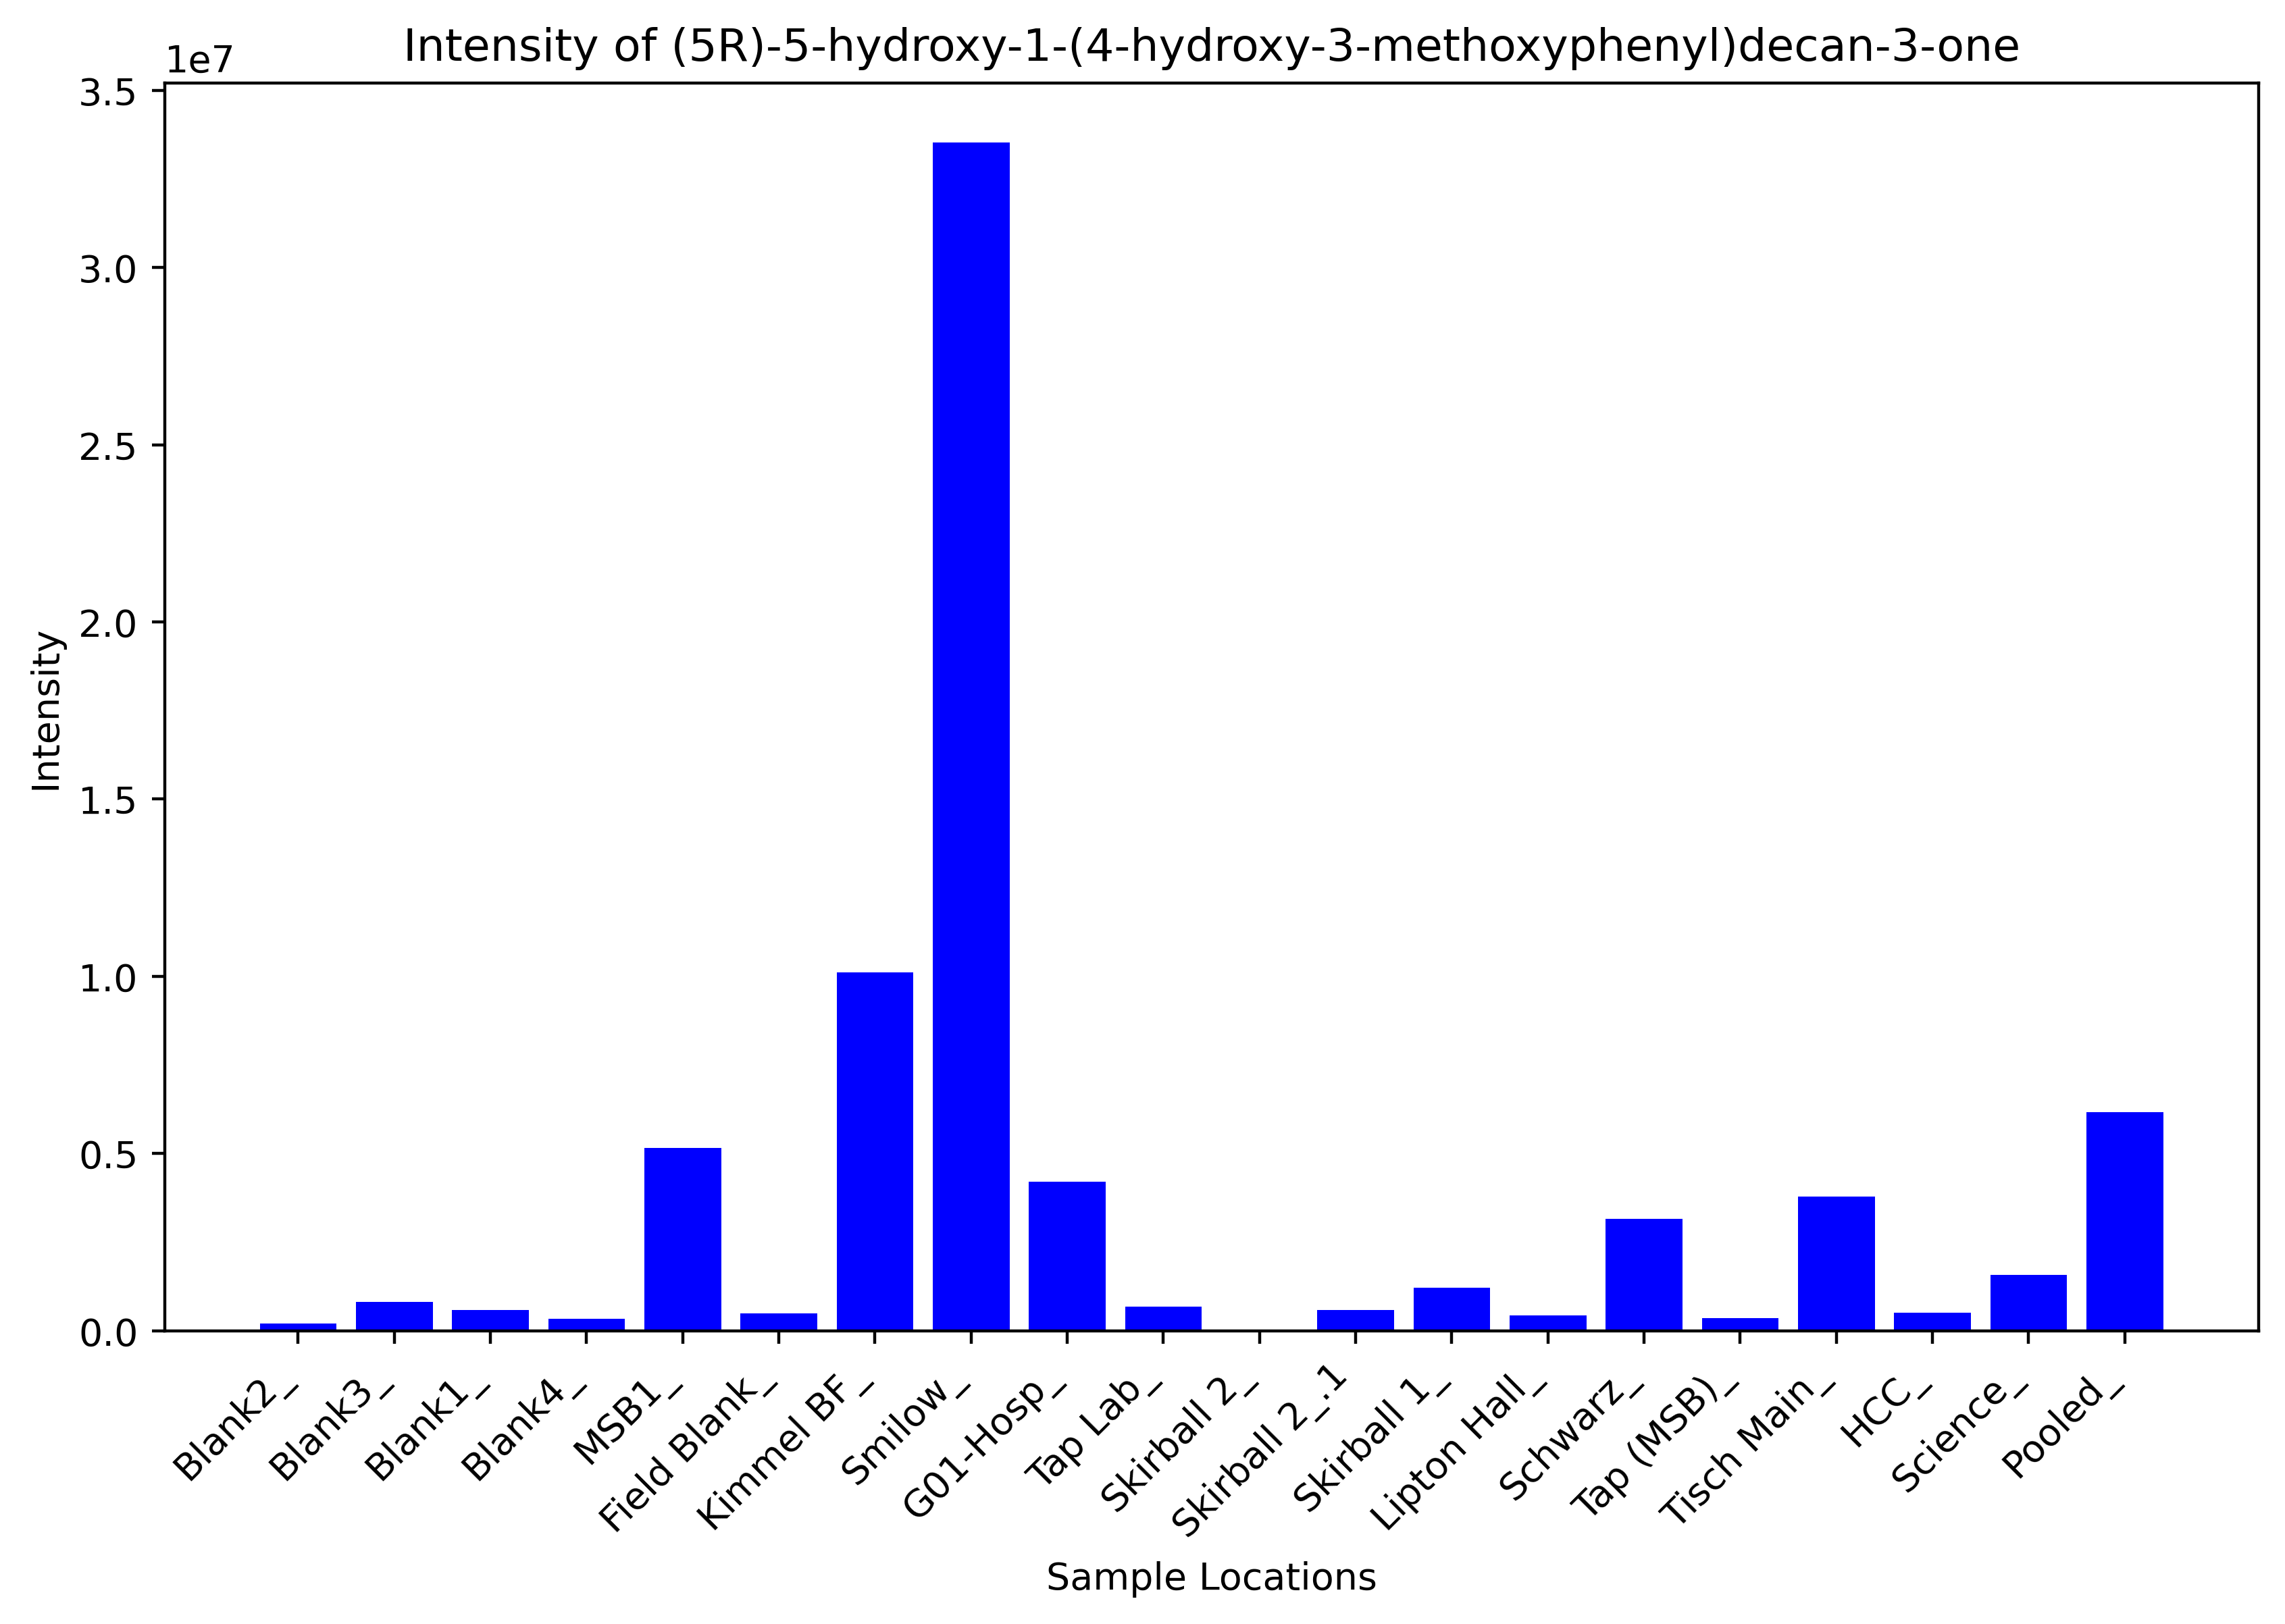 Intensity of (5R)-5-hydroxy-1-(4-hydroxy-3-methoxyphenyl)decan-3-one
1e7
3.5
3.0
2.5
2.0
1.5
1.0
0.5
0.0
Intensity
Blank2_
Blank3_
Blank1_
Blank4_
MSB1_
Field Blank_
Kimmel BF_
Smilow_
G01-Hosp_
Tap Lab_
Skirball 2_
Skirball 2_.1
Skirball 1_
Lipton Hall_
Schwarz_
Tap (MSB)_
Tisch Main_
HCC_
Science_
Pooled_
Sample Locations